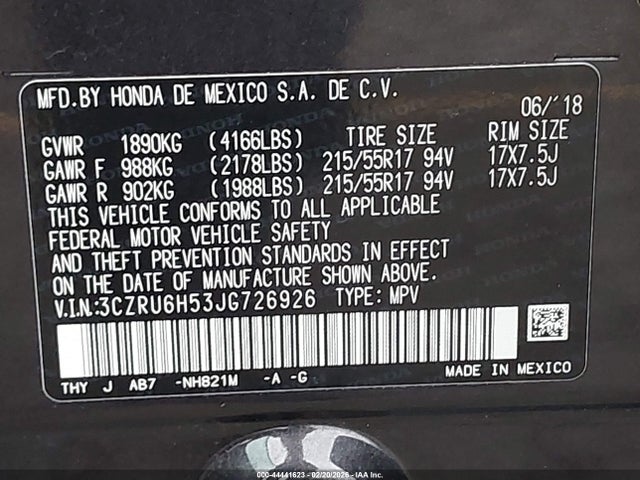 MFD.BY HONDA DE MEXICO S.A. DE C.V.
06/'18
GVWR 1890KG (4166LBS) TIRE SIZE RIM SIZE
GAWR F 988KG (2178LBS) 215/55R17 94V 17X7.5J
GAWR R 902KG (1988LBS) 215/55R17 94V 17X7.5J
THIS VEHICLE CONFORMS TO ALL APPLICABLE
FEDERAL MOTOR VEHICLE SAFETY
AND THEFT PREVENTION STANDARDS IN EFFECT
ON THE DATE OF MANUFACTURE SHOWN ABOVE.
V.I.N:3CZRU6H53JG726926 TYPE: MPV
THY J AB7 -NH821M -A -G
MADE IN MEXICO
000-44441623 - 02/20/2026 - IAA Inc.